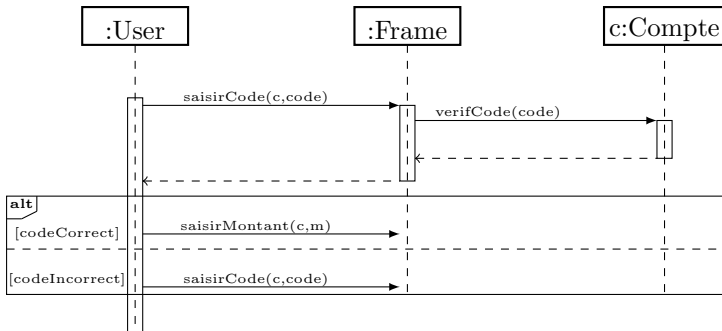 :User
:Frame
c:Compte
saisirCode(c,code)
verifCode(code)
alt
[codeCorrect]
saisirMontant(c,m)
[codeIncorrect]
saisirCode(c,code)